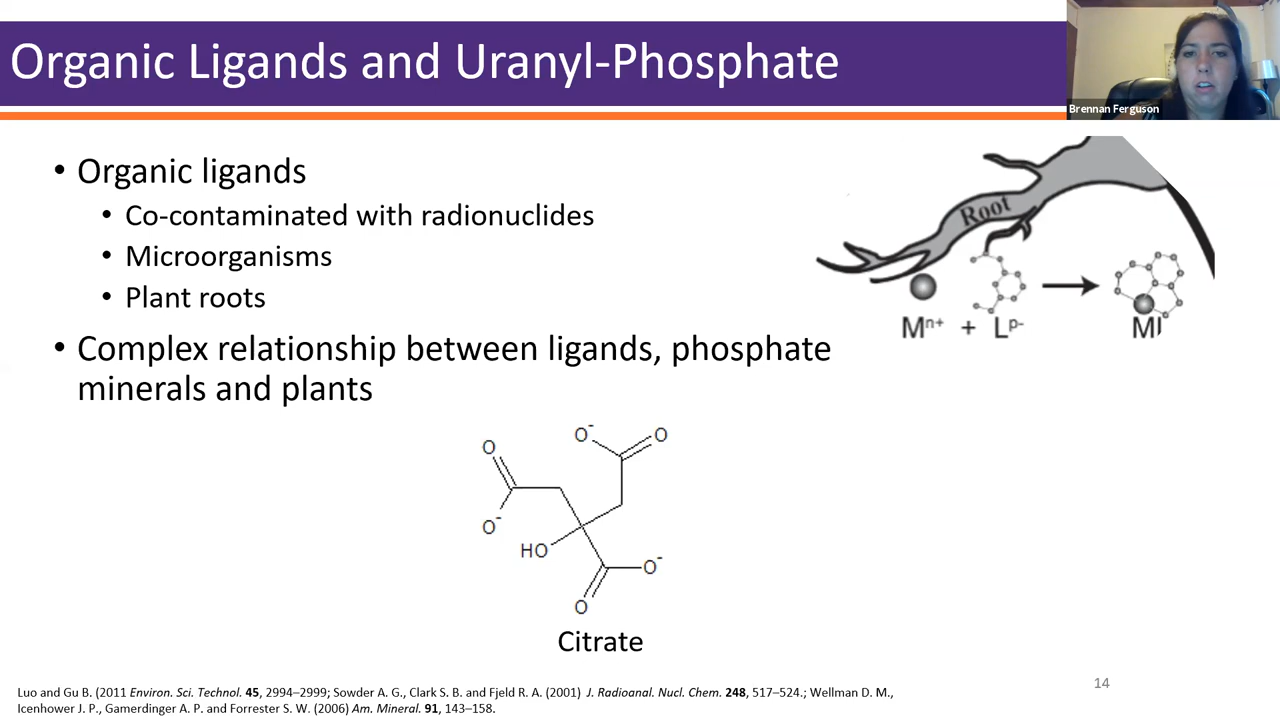 Organic Ligands and Uranyl-Phosphate
Brennan Ferguson
• Organic ligands
• Co-contaminated with radionuclides
• Microorganisms
• Plant roots
• Complex relationship between ligands, phosphate
minerals and plants
Root
Mⁿ⁺ + Lᵖ⁻
Ml
O⁻
O
O
O⁻
HO
O⁻
O
Citrate
Luo and Gu B. (2011 Environ. Sci. Technol. 45, 2994–2999; Sowder A. G., Clark S. B. and Fjeld R. A. (2001) J. Radioanal. Nucl. Chem. 248, 517–524.; Wellman D. M.,
Icenhower J. P., Gamerdinger A. P. and Forrester S. W. (2006) Am. Mineral. 91, 143–158.
14